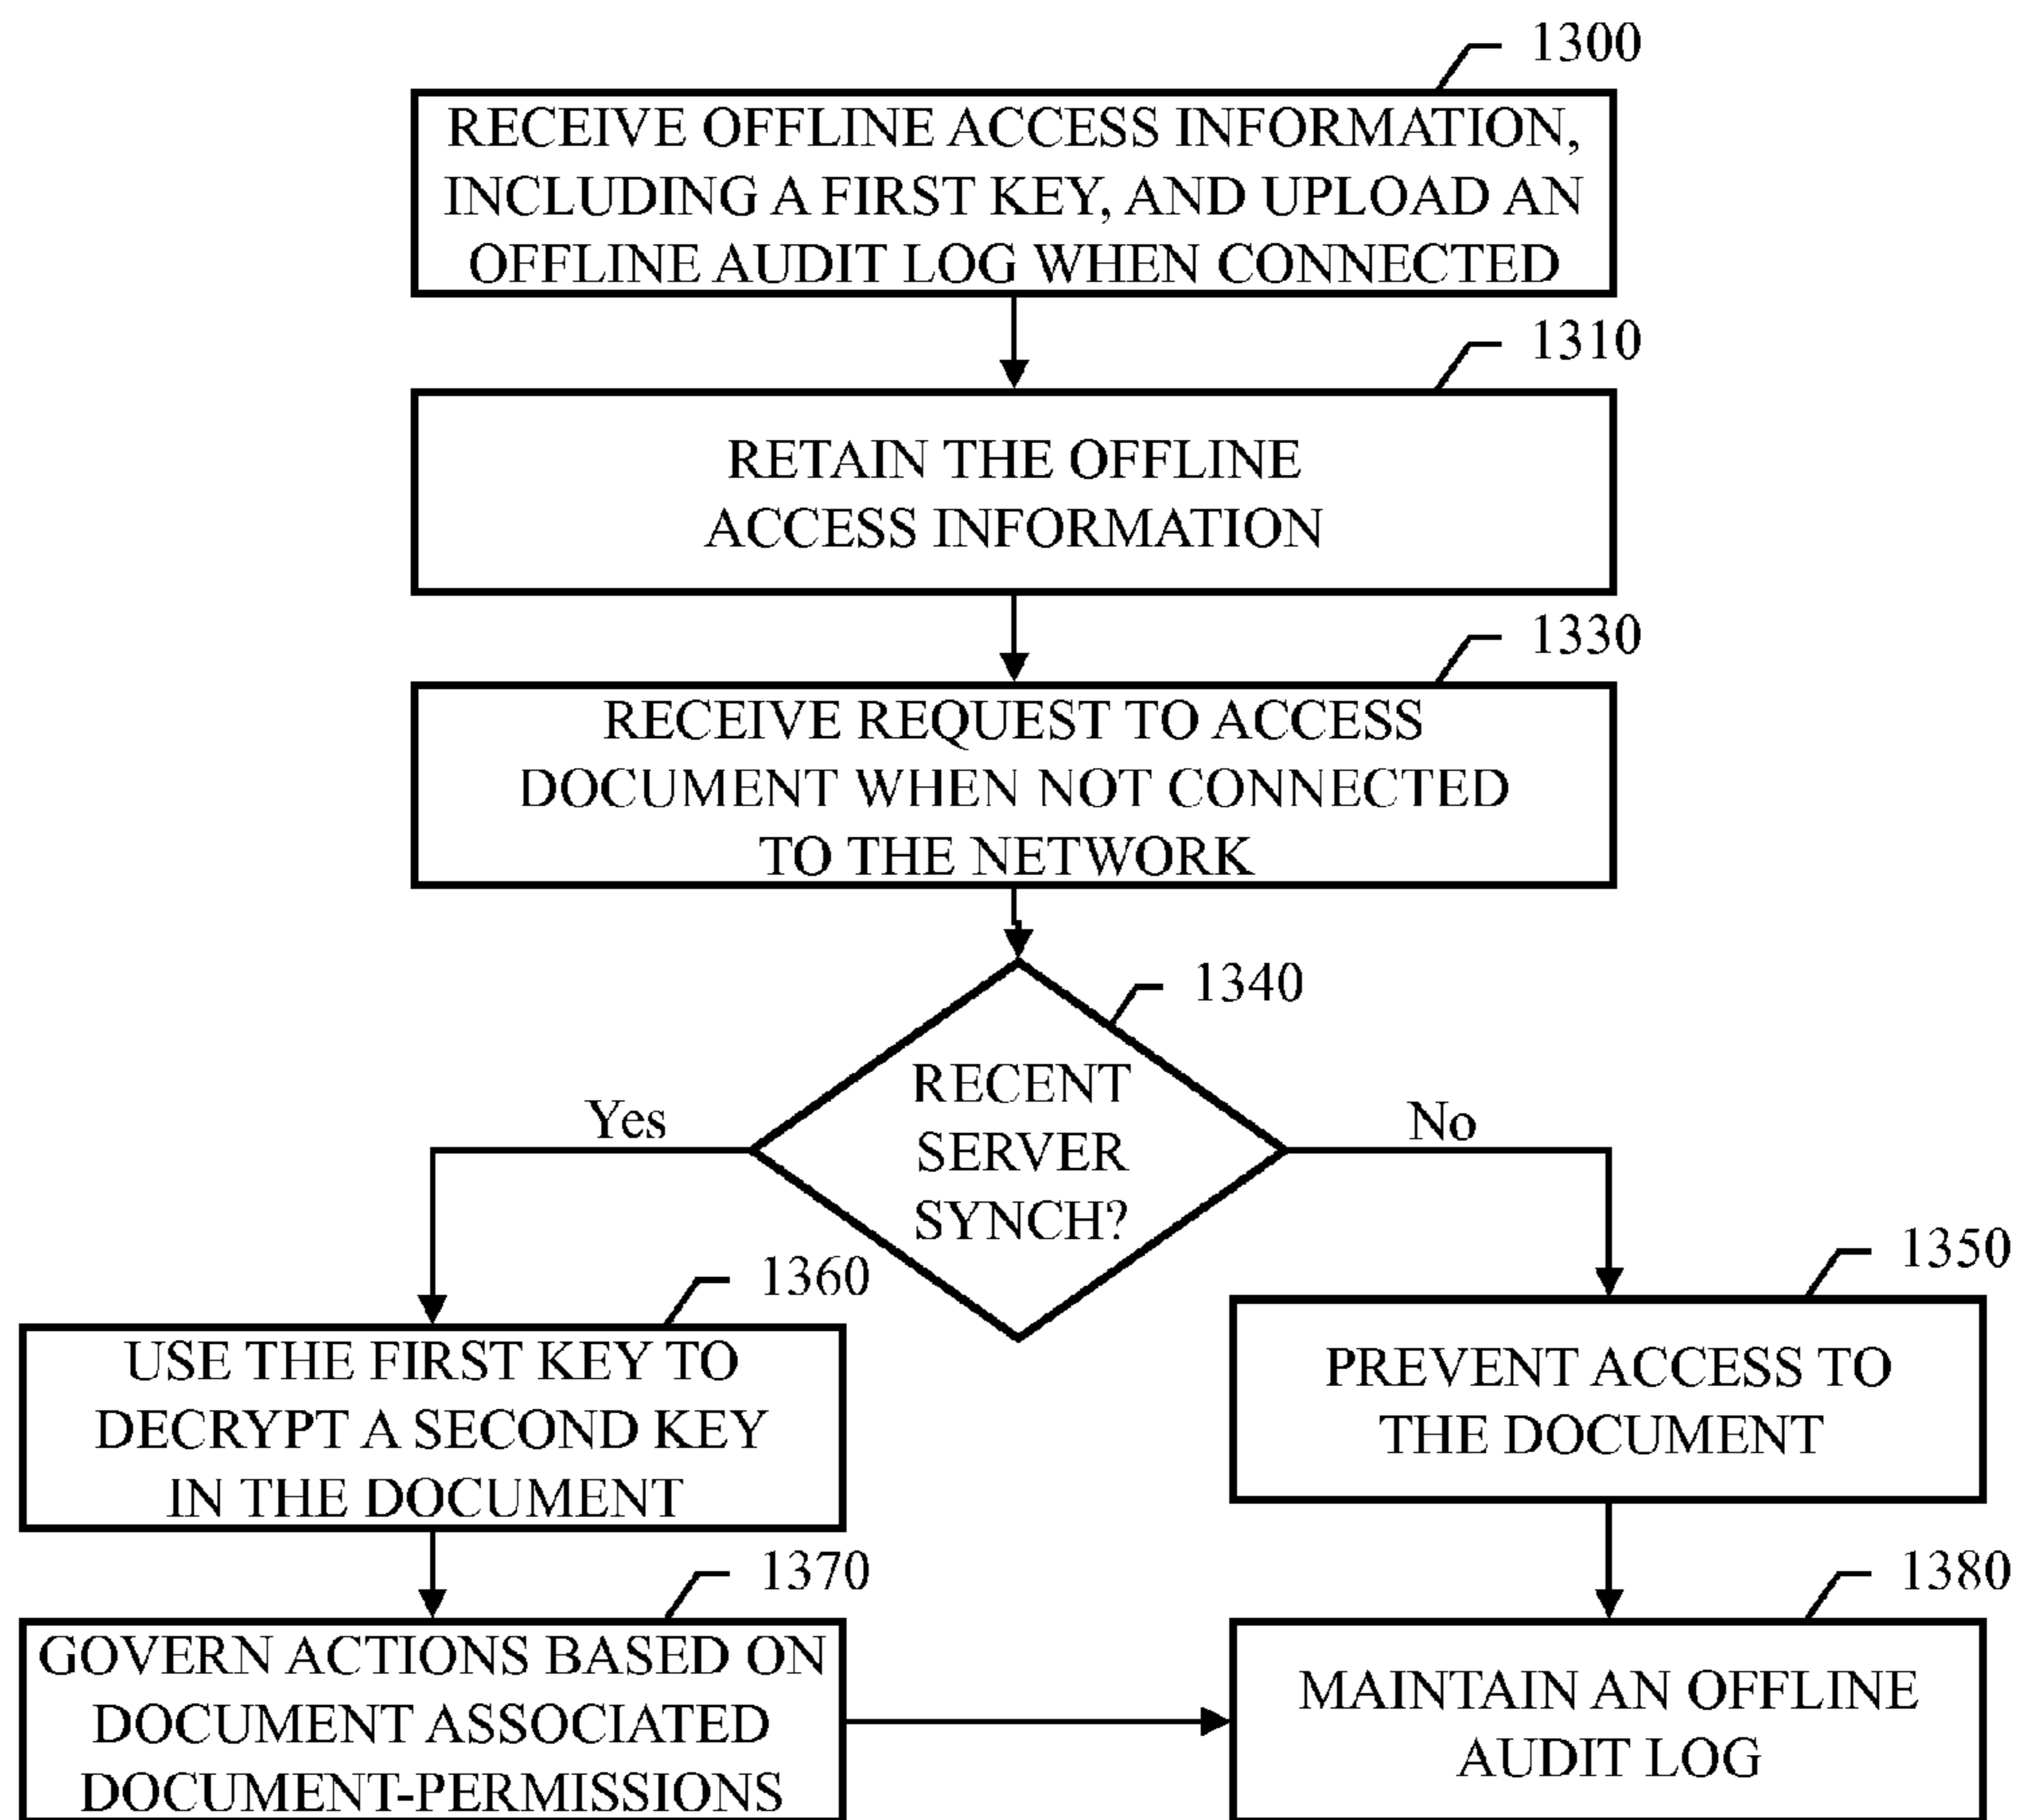 1300
RECEIVE OFFLINE ACCESS INFORMATION,
INCLUDING A FIRST KEY, AND UPLOAD AN
OFFLINE AUDIT LOG WHEN CONNECTED
1310
RETAIN THE OFFLINE
ACCESS INFORMATION
1330
RECEIVE REQUEST TO ACCESS
DOCUMENT WHEN NOT CONNECTED
TO THE NETWORK
1340
RECENT
SERVER
SYNCH?
Yes
No
1360
USE THE FIRST KEY TO
DECRYPT A SECOND KEY
IN THE DOCUMENT
1350
PREVENT ACCESS TO
THE DOCUMENT
1370
GOVERN ACTIONS BASED ON
DOCUMENT ASSOCIATED
DOCUMENT-PERMISSIONS
1380
MAINTAIN AN OFFLINE
AUDIT LOG